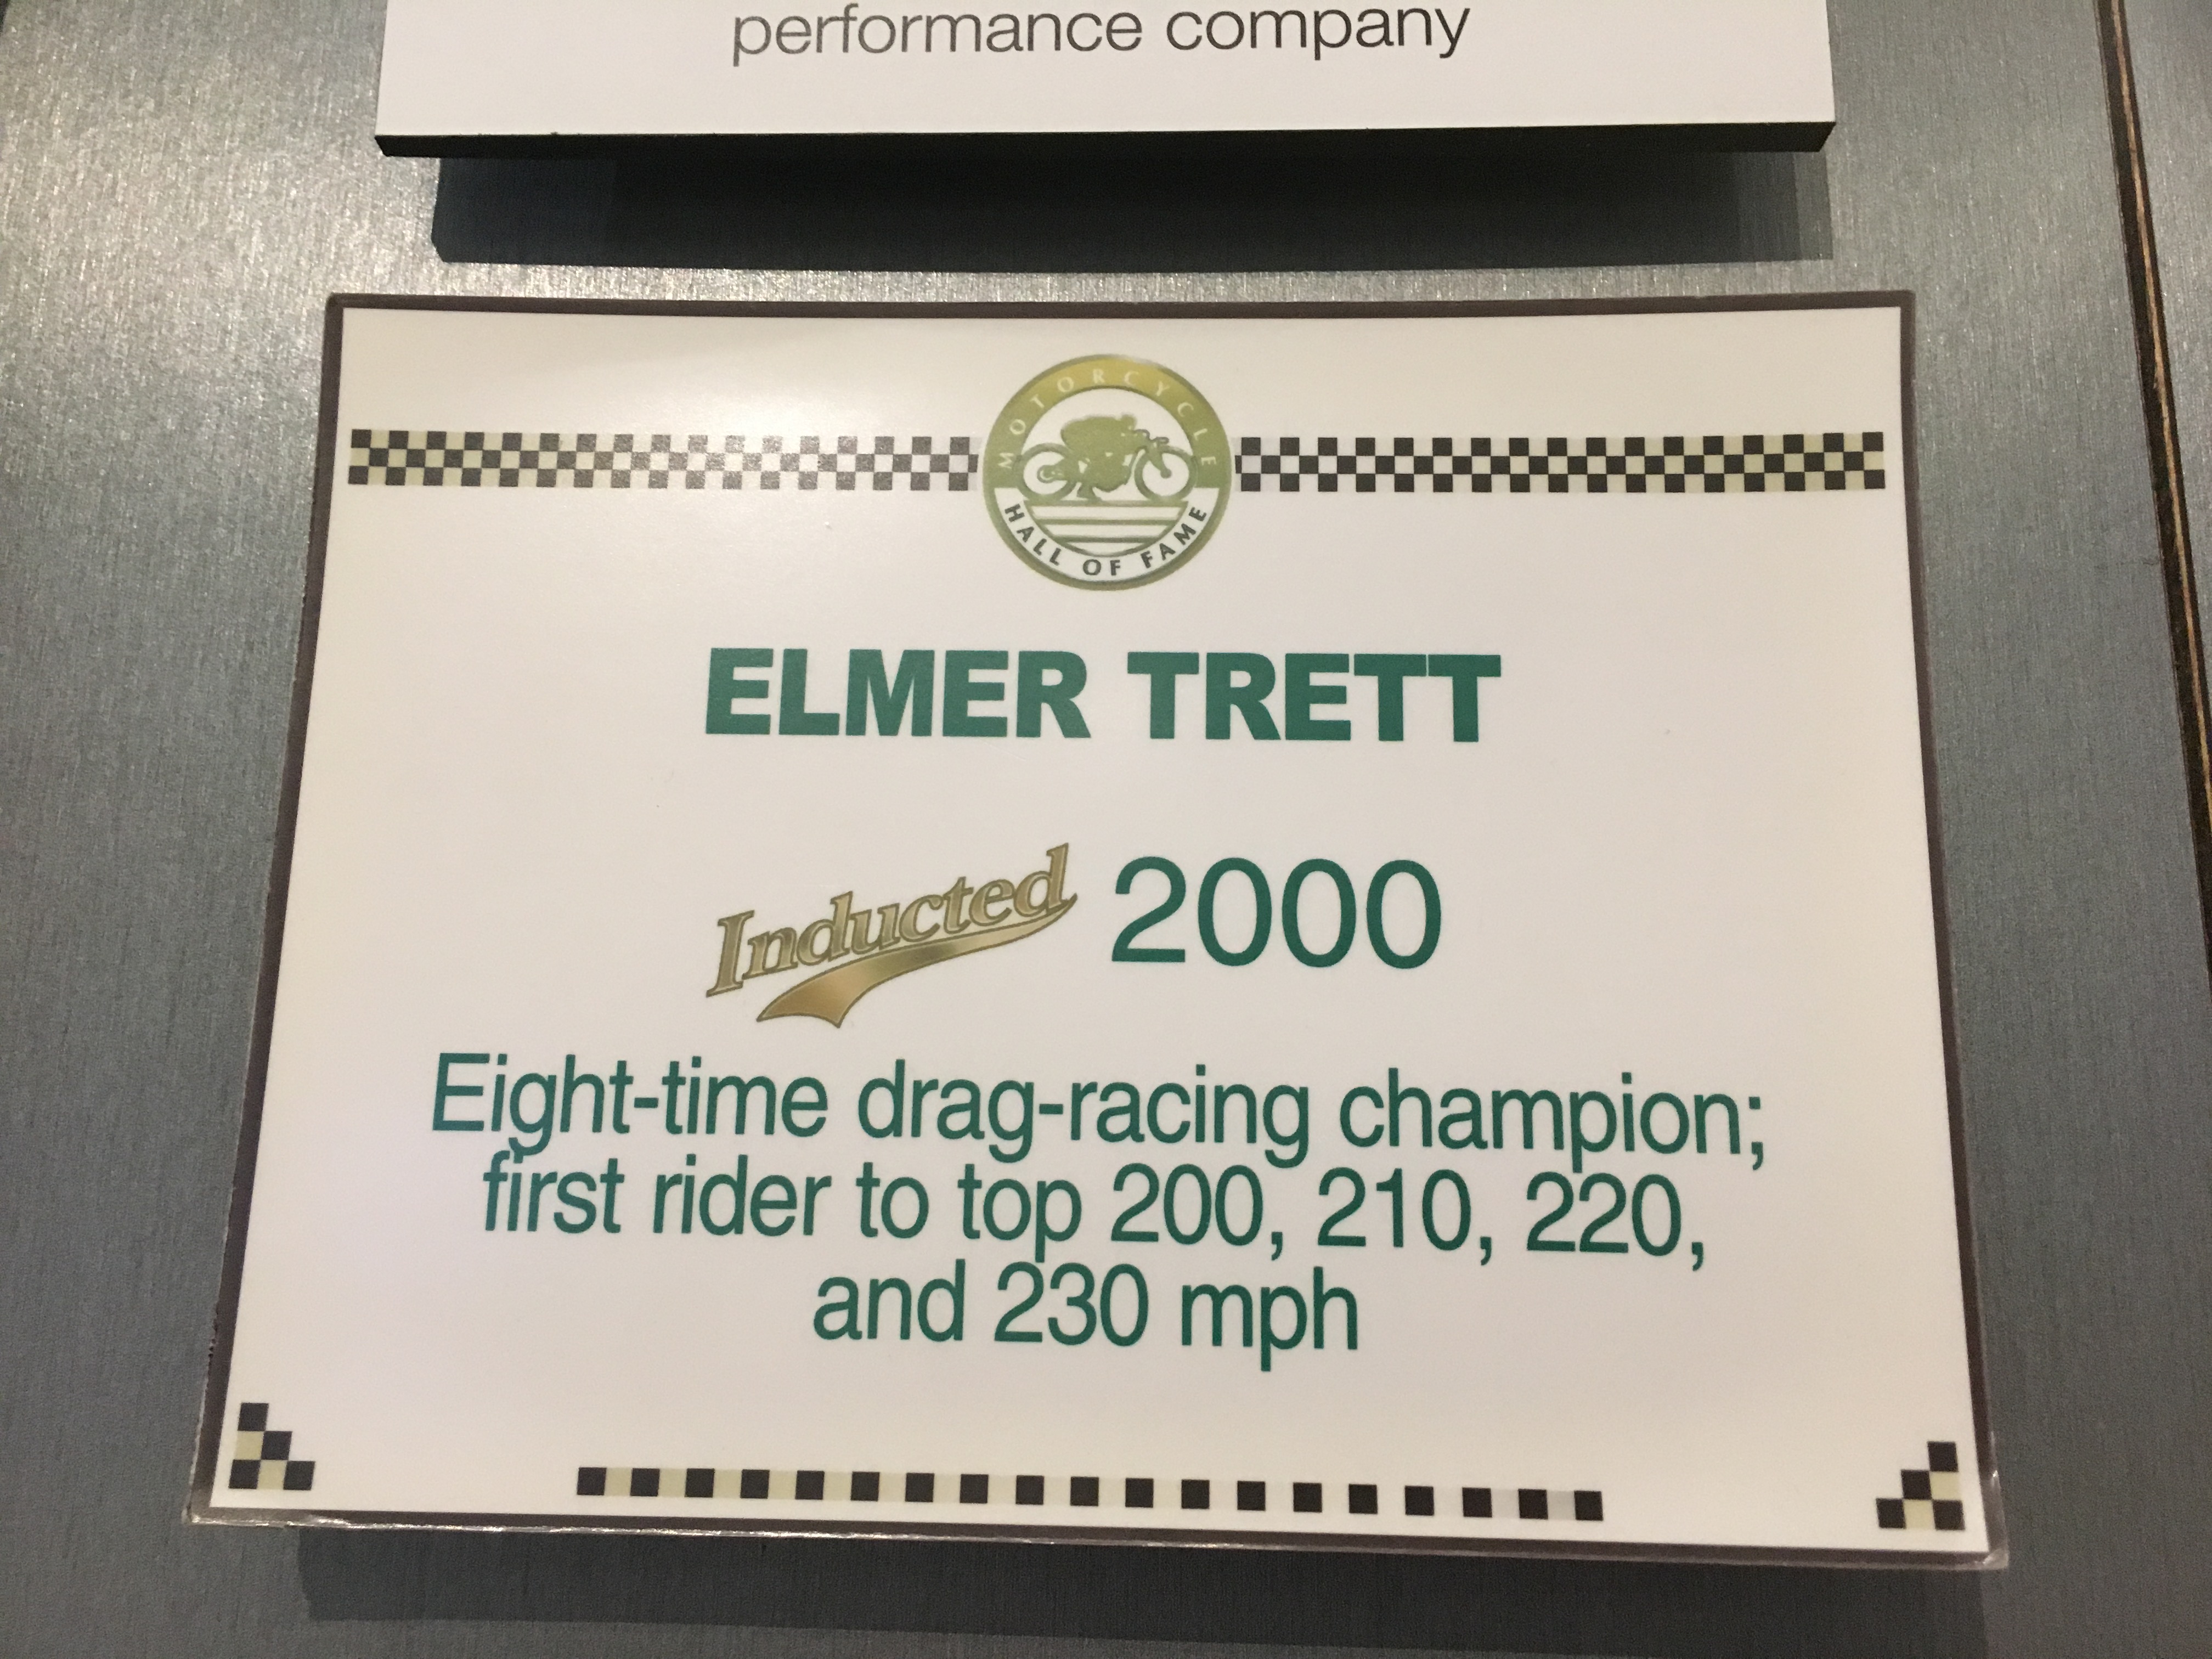 performance company
MOTORCYCLE
HALL OF FAME
ELMER TRETT
Inducted 2000
Eight-time drag-racing champion;
first rider to top 200, 210, 220,
and 230 mph